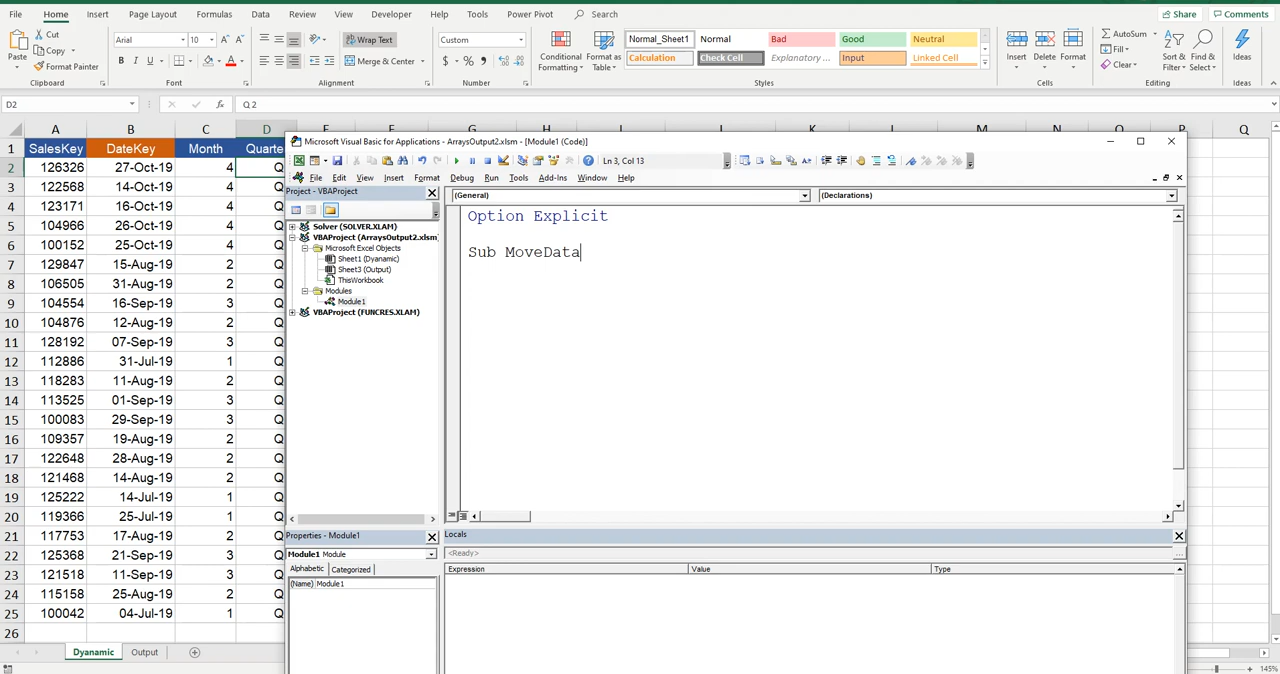 File Home Insert Page Layout Formulas Data Review View Developer Help Tools Power Pivot Search Share Comments
Cut
Copy
Format Painter
Paste
Clipboard
Arial 10
B I U
Font
Wrap Text
Merge & Center
Alignment
Custom
$ %
Number
Conditional Formatting
Format as Table
Normal_Sheet1 Normal Bad Good Neutral
Calculation Check Cell Explanatory ... Input Linked Cell
Styles
Insert Delete Format
Cells
AutoSum
Fill
Clear
Sort & Filter
Find & Select
Editing
Ideas
Ideas
D2 fx Q 2
A B C D Q
1 SalesKey DateKey Month Quarte
2 126326 27-Oct-19 4 Q
3 122568 14-Oct-19 4 Q
4 123171 16-Oct-19 4 Q
5 104966 26-Oct-19 4 Q
6 100152 25-Oct-19 4 Q
7 129847 15-Aug-19 2 Q
8 106505 31-Aug-19 2 Q
9 104554 16-Sep-19 3 Q
10 104876 12-Aug-19 2 Q
11 128192 07-Sep-19 3 Q
12 112886 31-Jul-19 1 Q
13 118283 11-Aug-19 2 Q
14 113525 01-Sep-19 3 Q
15 100083 29-Sep-19 3 Q
16 109357 19-Aug-19 2 Q
17 122648 28-Aug-19 2 Q
18 121468 14-Aug-19 2 Q
19 125222 14-Jul-19 1 Q
20 119366 25-Jul-19 1 Q
21 117753 17-Aug-19 2 Q
22 125368 21-Sep-19 3 Q
23 121518 11-Sep-19 3 Q
24 115158 25-Aug-19 2 Q
25 100042 04-Jul-19 1 Q
26
Dyanamic Output
145%
Microsoft Visual Basic for Applications - ArraysOutput2.xlsm - [Module1 (Code)]
Ln 3, Col 13
File Edit View Insert Format Debug Run Tools Add-Ins Window Help
Project - VBAProject
Solver (SOLVER.XLAM)
VBAProject (ArraysOutput2.xlsm
Microsoft Excel Objects
Sheet1 (Dyanamic)
Sheet3 (Output)
ThisWorkbook
Modules
Module1
VBAProject (FUNCRES.XLAM)
(General) (Declarations)
Option Explicit
Sub MoveData
Properties - Module1
Module1 Module
Alphabetic Categorized
(Name) Module1
Locals
<Ready>
Expression Value Type